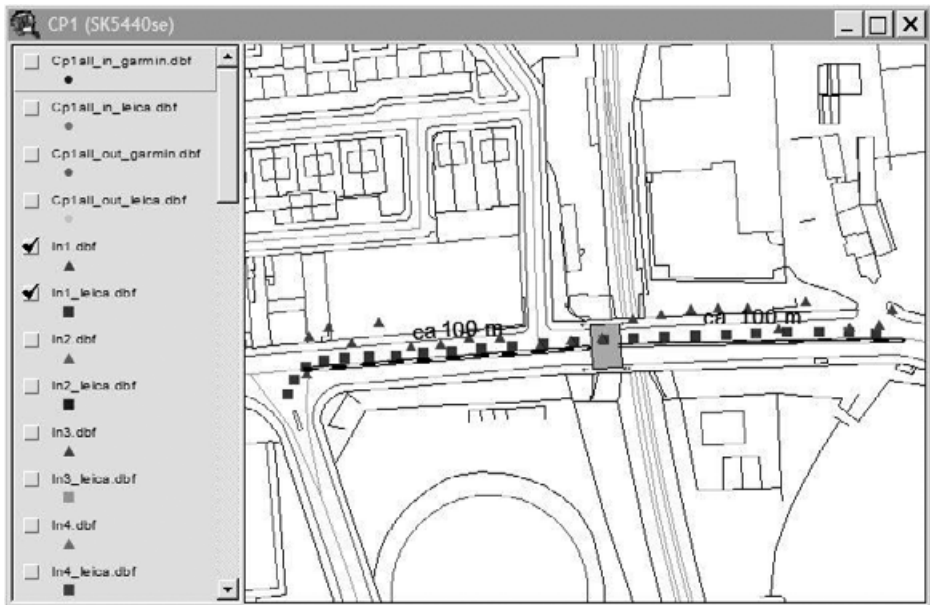 CP1 (SK5440se)
Cp1all_in_garmin.dbf
Cp1all_in_leica.dbf
Cp1all_out_garmin.dbf
Cp1all_out_leica.dbf
In1.dbf
In1_leica.dbf
In2.dbf
In2_leica.dbf
In3.dbf
In3_leica.dbf
In4.dbf
In4_leica.dbf
ca 100 m
ca 100 m